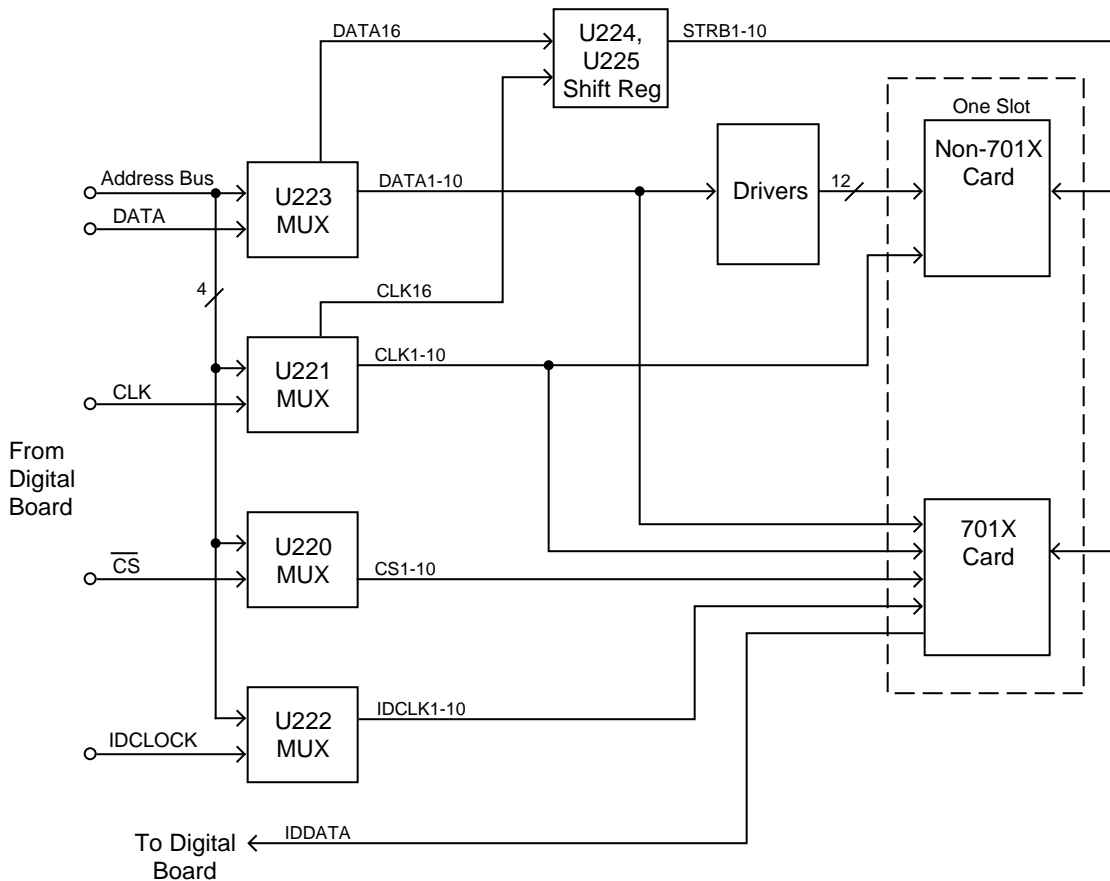 DATA16
U224,
U225
Shift Reg
STRB1-10
One Slot
Non-701X
Card
Address Bus
DATA
U223
MUX
DATA1-10
Drivers
12
4
CLK16
U221
MUX
CLK1-10
CLK
From
Digital
Board
701X
Card
U220
MUX
CS
CS1-10
U222
MUX
IDCLK1-10
IDCLOCK
To Digital
Board
IDDATA